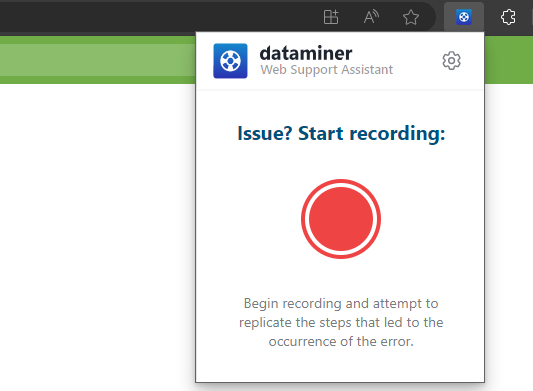 dataminer
Web Support Assistant
Issue? Start recording:
Begin recording and attempt to
replicate the steps that led to the
occurrence of the error.